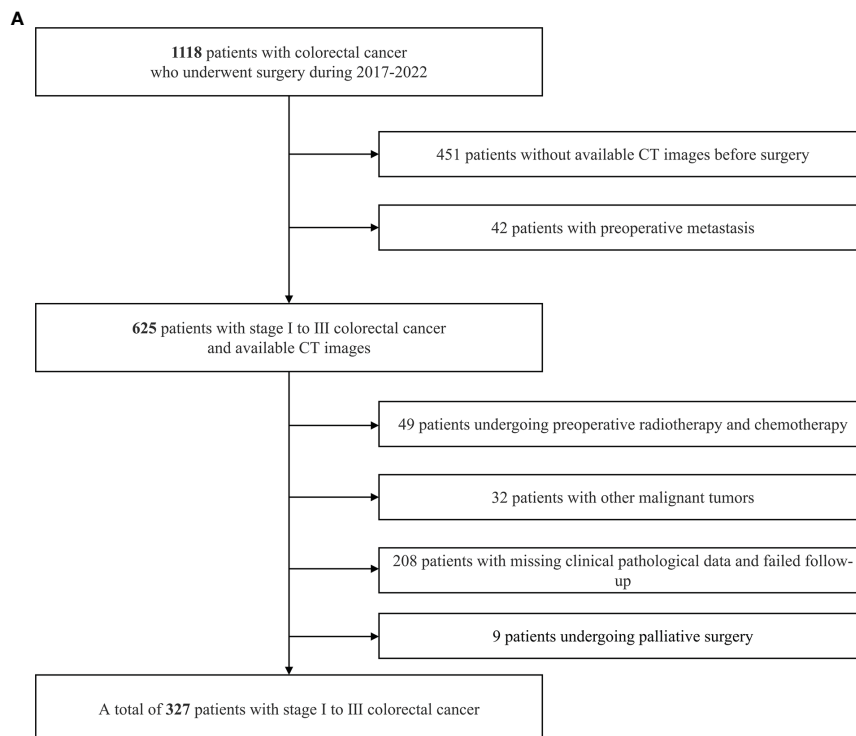 A
1118 patients with colorectal cancer
who underwent surgery during 2017-2022
451 patients without available CT images before surgery
42 patients with preoperative metastasis
625 patients with stage I to III colorectal cancer
and available CT images
49 patients undergoing preoperative radiotherapy and chemotherapy
32 patients with other malignant tumors
208 patients with missing clinical pathological data and failed follow-
up
9 patients undergoing palliative surgery
A total of 327 patients with stage I to III colorectal cancer